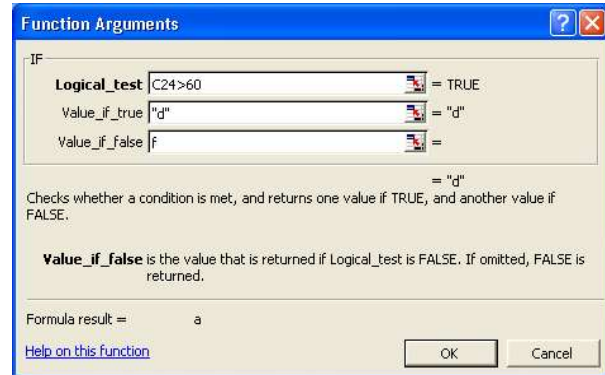 Function Arguments
IF
Logical_test C24>60 = TRUE
Value_if_true "d" = "d"
Value_if_false f =
= "d"
Checks whether a condition is met, and returns one value if TRUE, and another value if
FALSE.
Value_if_false is the value that is returned if Logical_test is FALSE. If omitted, FALSE is
returned.
Formula result = a
Help on this function
OK Cancel